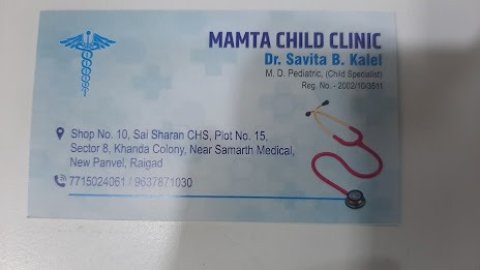 MAMTA CHILD CLINIC
Dr. Savita B. Kalel
M. D. Pediatric, (Child Specialist)
Reg. No. - 2002/10/3511
Shop No. 10, Sai Sharan CHS, Plot No. 15,
Sector 8, Khanda Colony, Near Samarth Medical,
New Panvel, Raigad
7715024061 / 9637871030